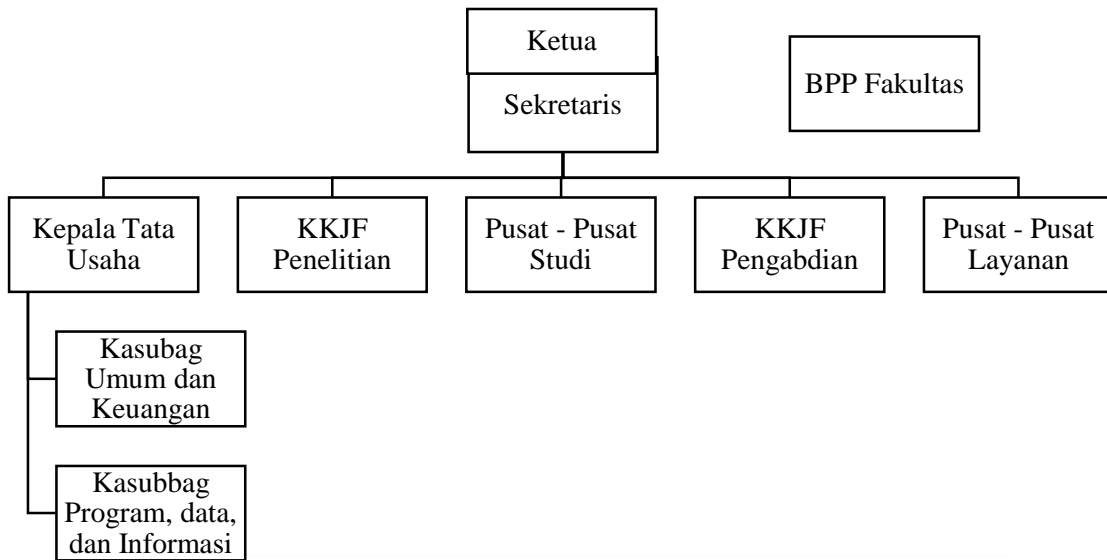 Ketua
Sekretaris
BPP Fakultas
Kepala Tata
Usaha
KKJF
Penelitian
Pusat - Pusat
Studi
KKJF
Pengabdian
Pusat - Pusat
Layanan
Kasubag
Umum dan
Keuangan
Kasubbag
Program, data,
dan Informasi